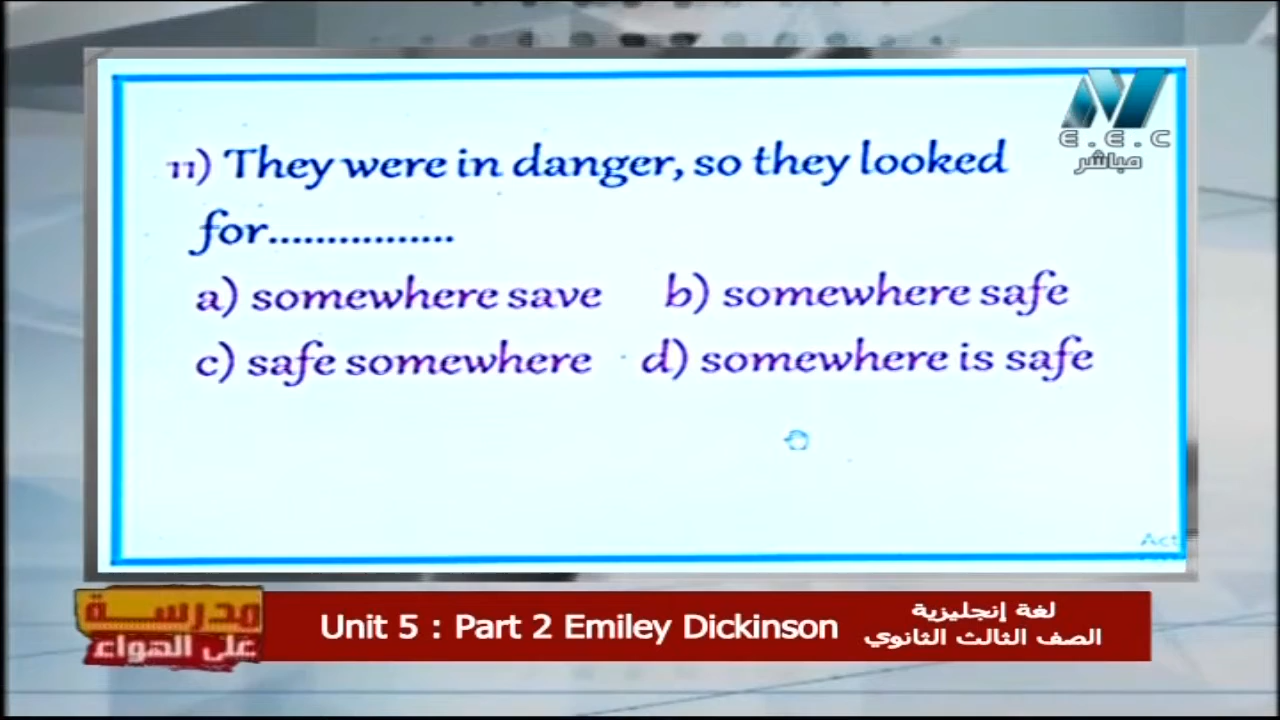 E.E.C
مباشر
11) They were in danger, so they looked
for................
a) somewhere save b) somewhere safe
c) safe somewhere d) somewhere is safe
Act
مدرسة
على الهواء
Unit 5 : Part 2 Emiley Dickinson
لغة إنجليزية
الصف الثالث الثانوي